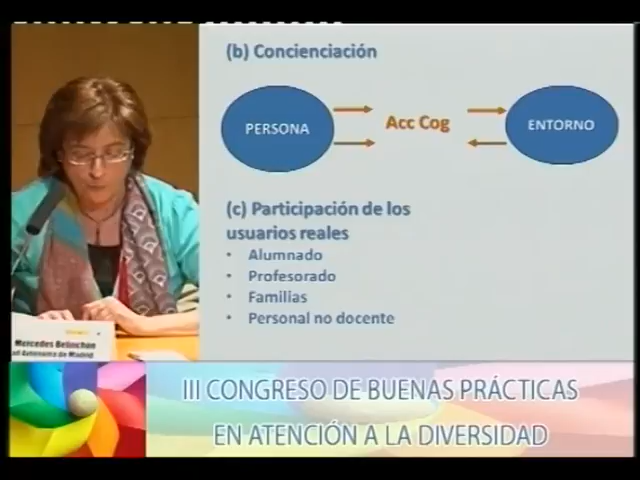 (b) Concienciación
PERSONA
Acc Cog
ENTORNO
(c) Participación de los
usuarios reales
• Alumnado
• Profesorado
• Familias
• Personal no docente
Mercedes Belinchon
ad Autónoma de Madrid
III CONGRESO DE BUENAS PRÁCTICAS
EN ATENCIÓN A LA DIVERSIDAD